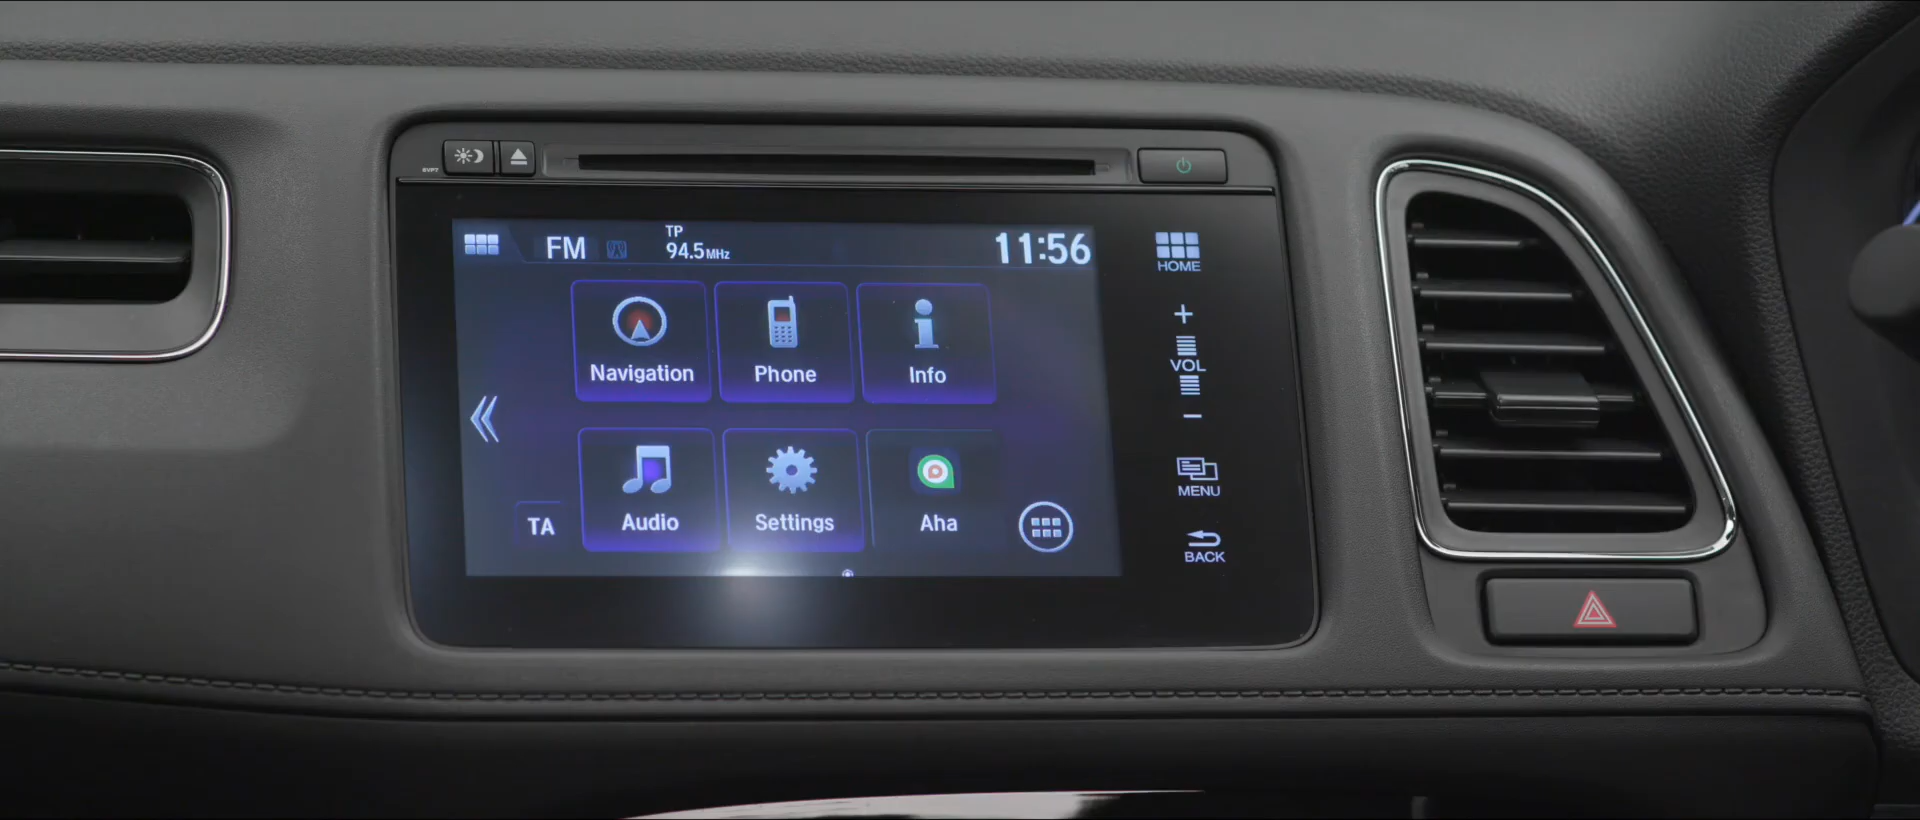 FM
TP
94.5MHz
11:56
Navigation
Phone
Info
TA
Audio
Settings
Aha
HOME
+
VOL
−
MENU
BACK